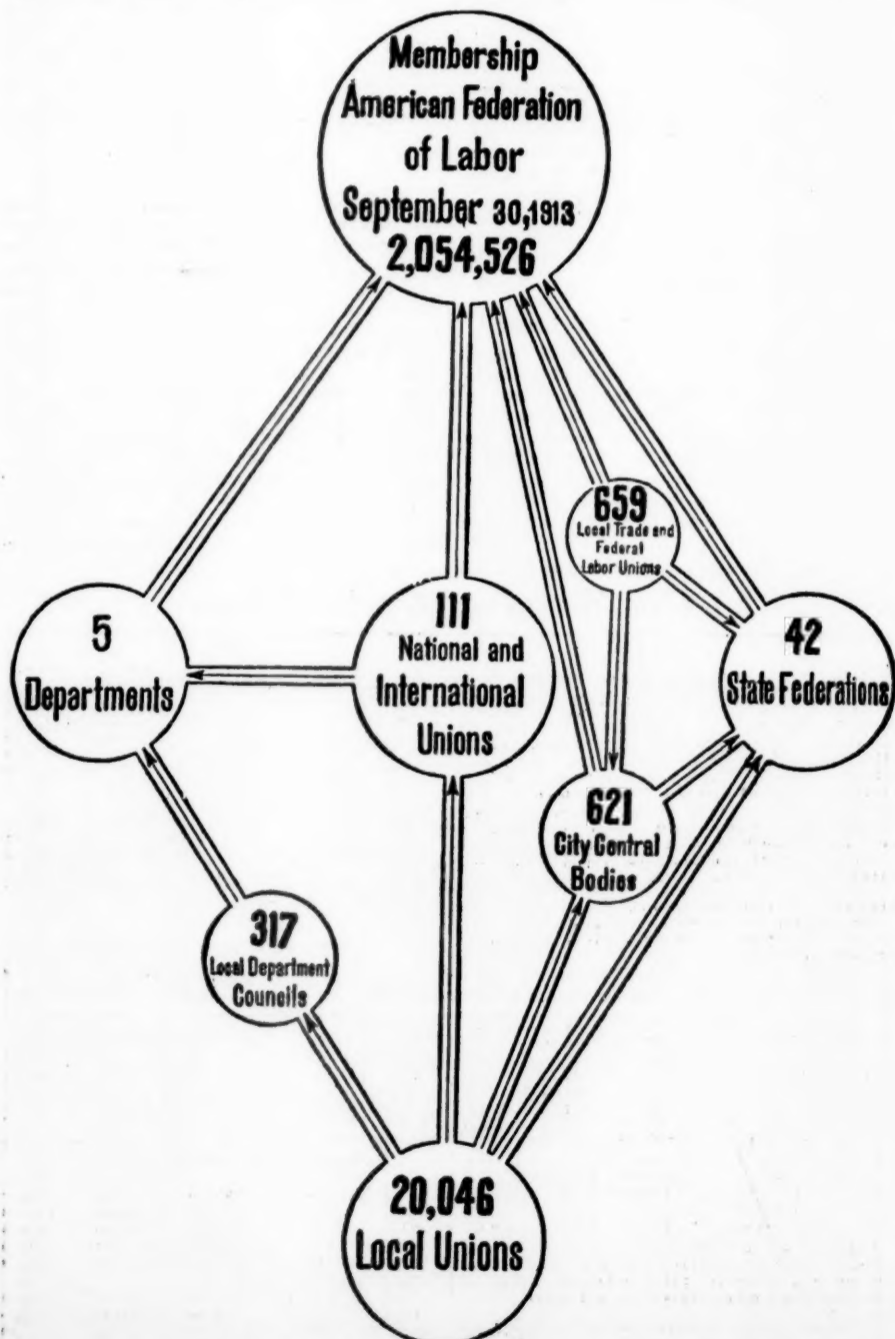 Membership
American Federation
of Labor
September 30,1913
2,054,526
659
Local Trade and
Federal
Labor Unions
5
Departments
111
National and
International
Unions
42
State Federations
621
City Central
Bodies
317
Local Department
Councils
20,046
Local Unions